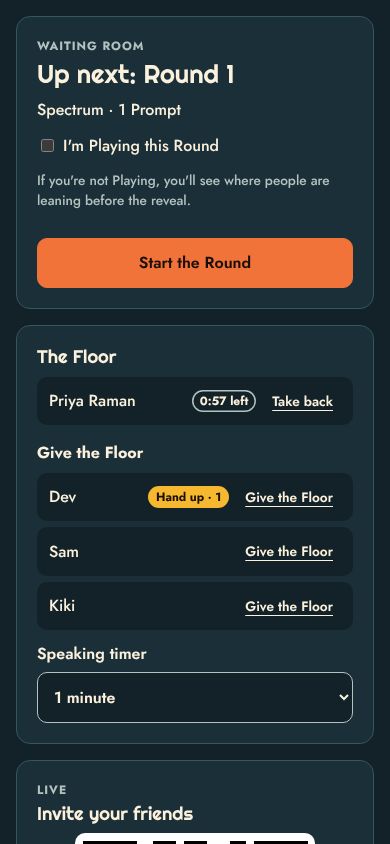 WAITING ROOM
Up next: Round 1
Spectrum · 1 Prompt
I'm Playing this Round
If you're not Playing, you'll see where people are
leaning before the reveal.
Start the Round
The Floor
Priya Raman 0:57 left Take back
Give the Floor
Dev Hand up · 1 Give the Floor
Sam Give the Floor
Kiki Give the Floor
Speaking timer
1 minute
LIVE
Invite your friends